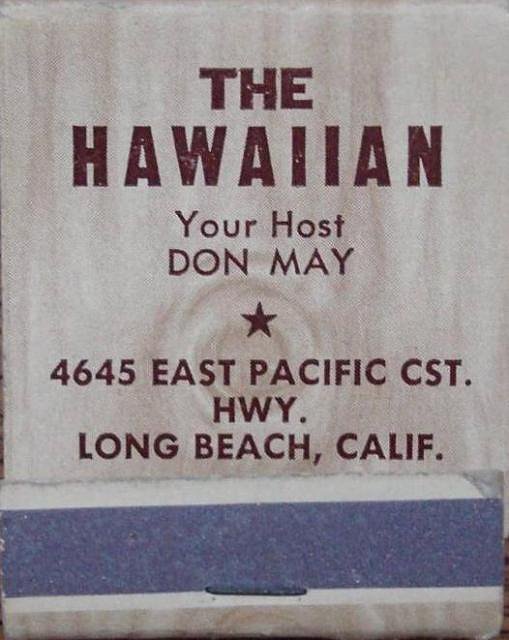 THE
HAWAIIAN
Your Host
DON MAY
4645 EAST PACIFIC CST.
HWY.
LONG BEACH, CALIF.